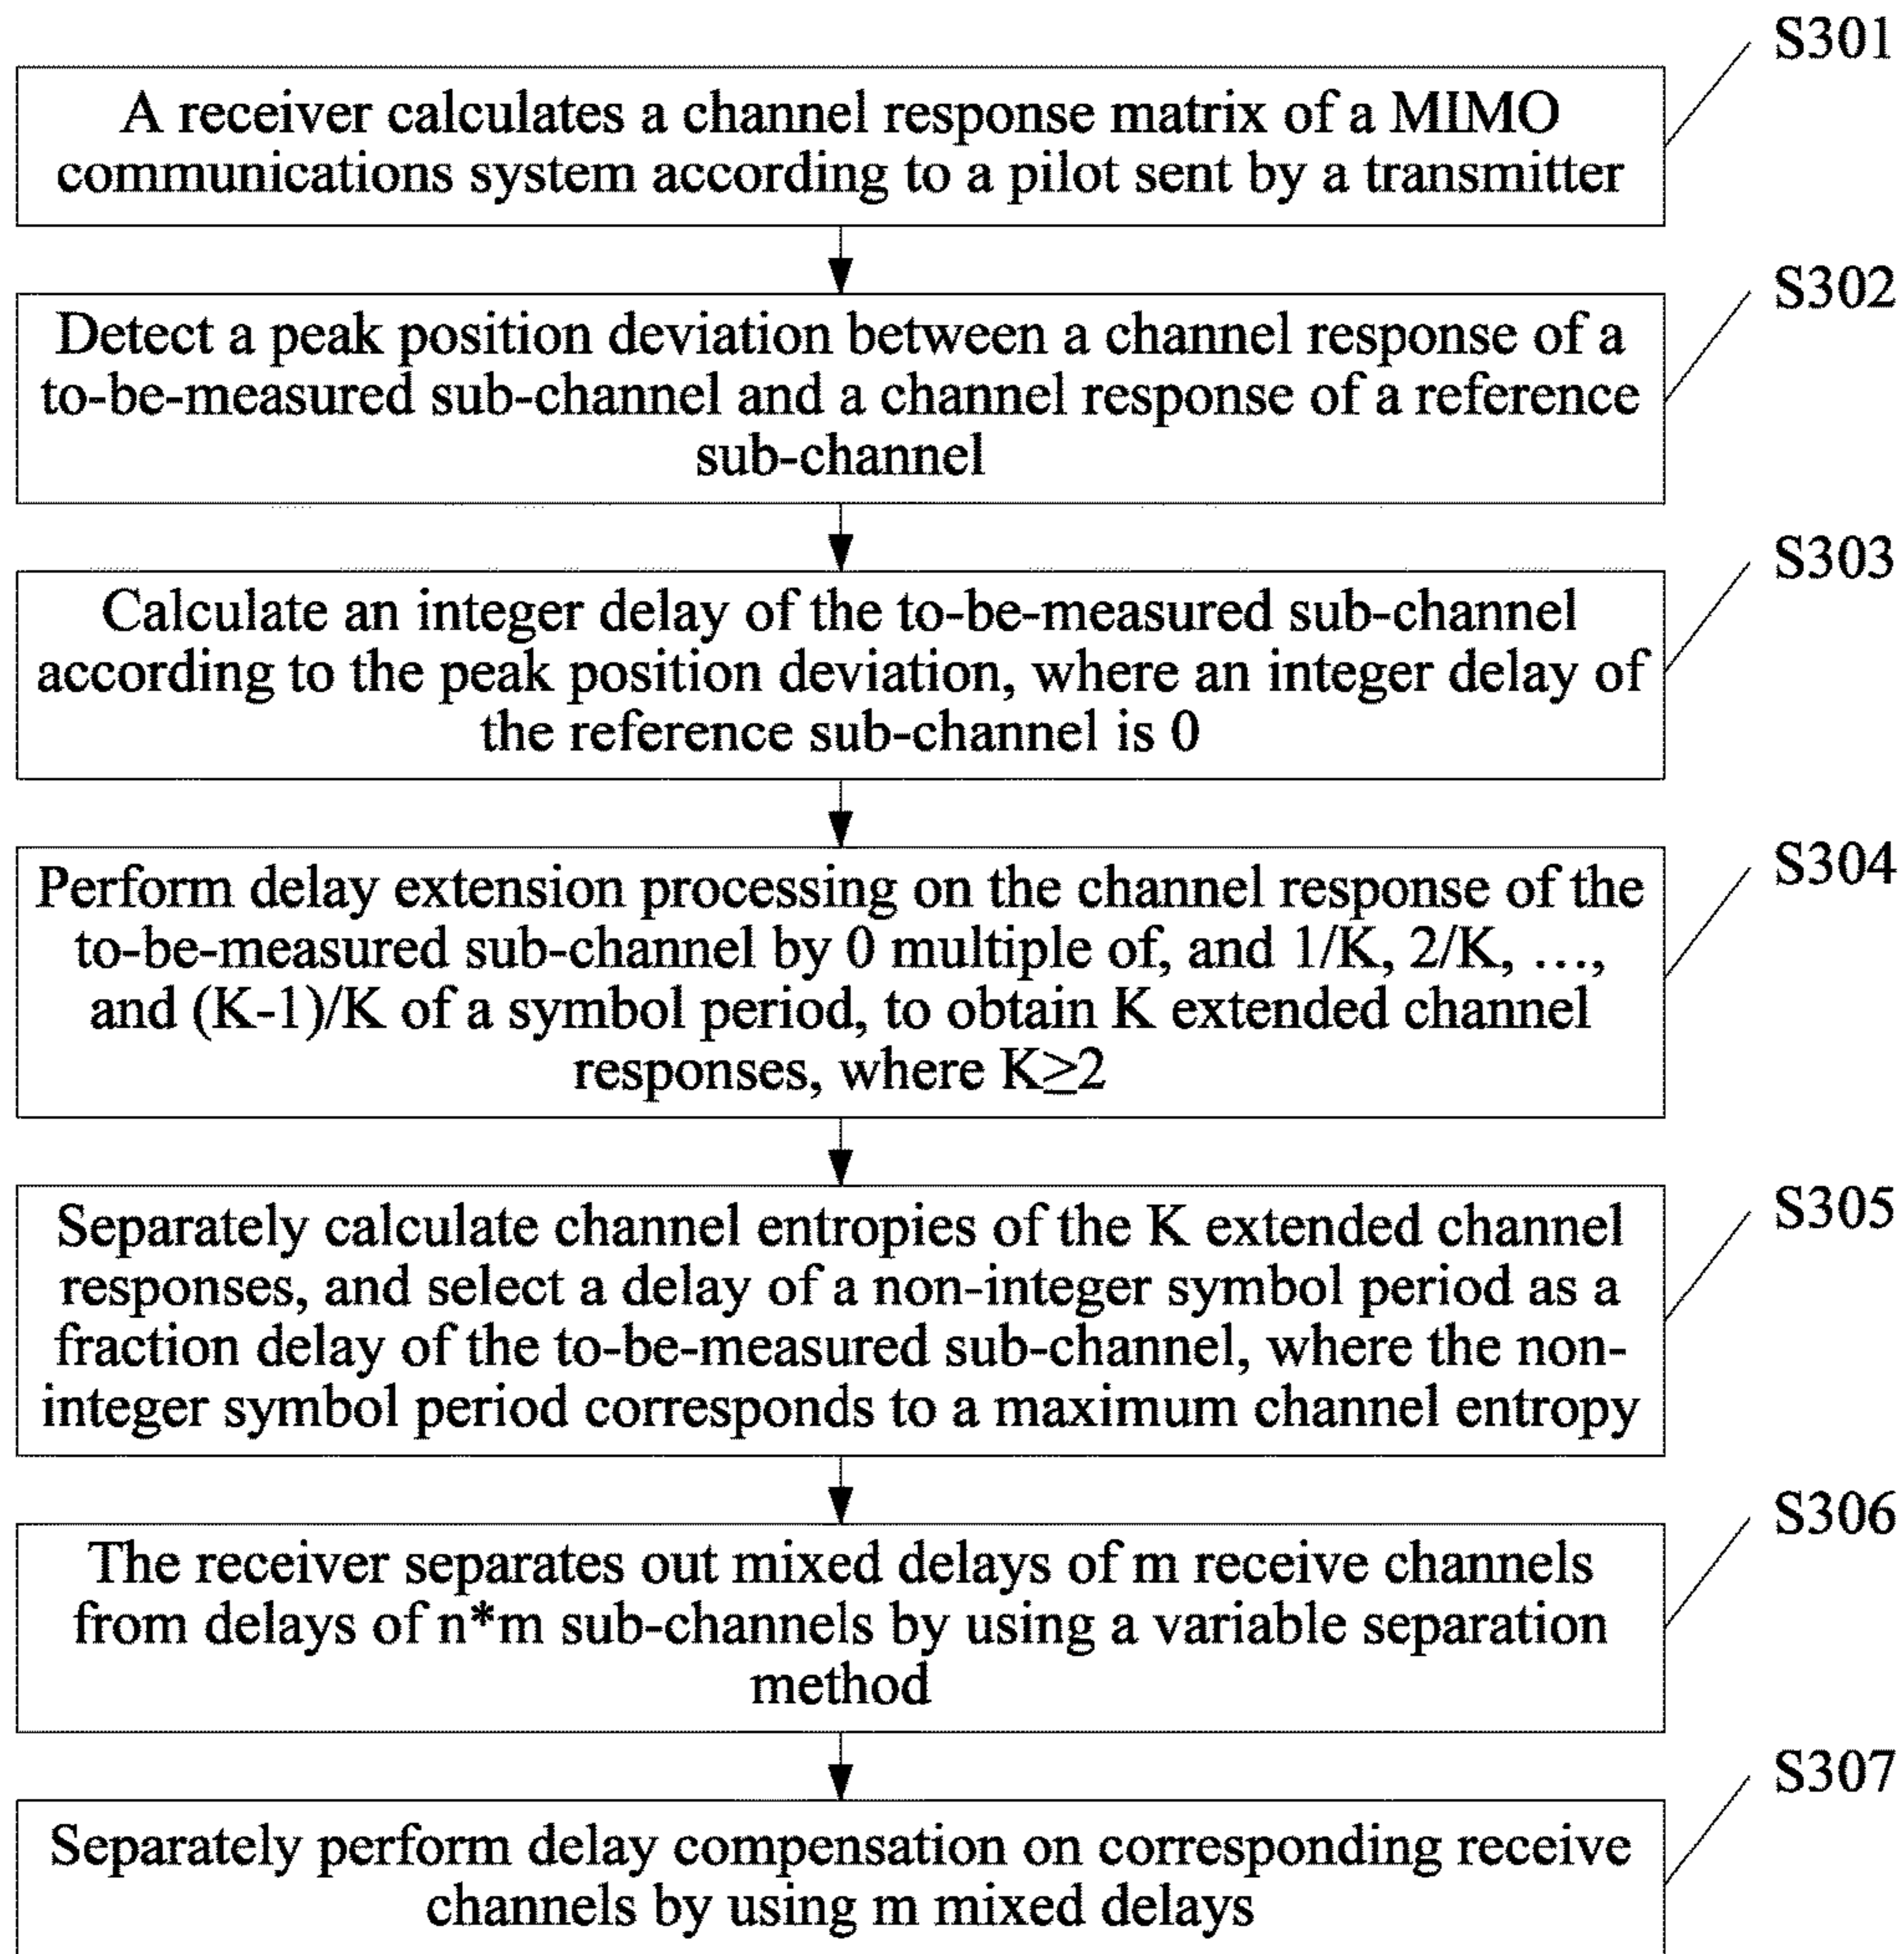 S301
A receiver calculates a channel response matrix of a MIMO
communications system according to a pilot sent by a transmitter
S302
Detect a peak position deviation between a channel response of a
to-be-measured sub-channel and a channel response of a reference
sub-channel
S303
Calculate an integer delay of the to-be-measured sub-channel
according to the peak position deviation, where an integer delay of
the reference sub-channel is 0
S304
Perform delay extension processing on the channel response of the
to-be-measured sub-channel by 0 multiple of, and 1/K, 2/K, …,
and (K-1)/K of a symbol period, to obtain K extended channel
responses, where K≥2
S305
Separately calculate channel entropies of the K extended channel
responses, and select a delay of a non-integer symbol period as a
fraction delay of the to-be-measured sub-channel, where the non-
integer symbol period corresponds to a maximum channel entropy
S306
The receiver separates out mixed delays of m receive channels
from delays of n*m sub-channels by using a variable separation
method
S307
Separately perform delay compensation on corresponding receive
channels by using m mixed delays